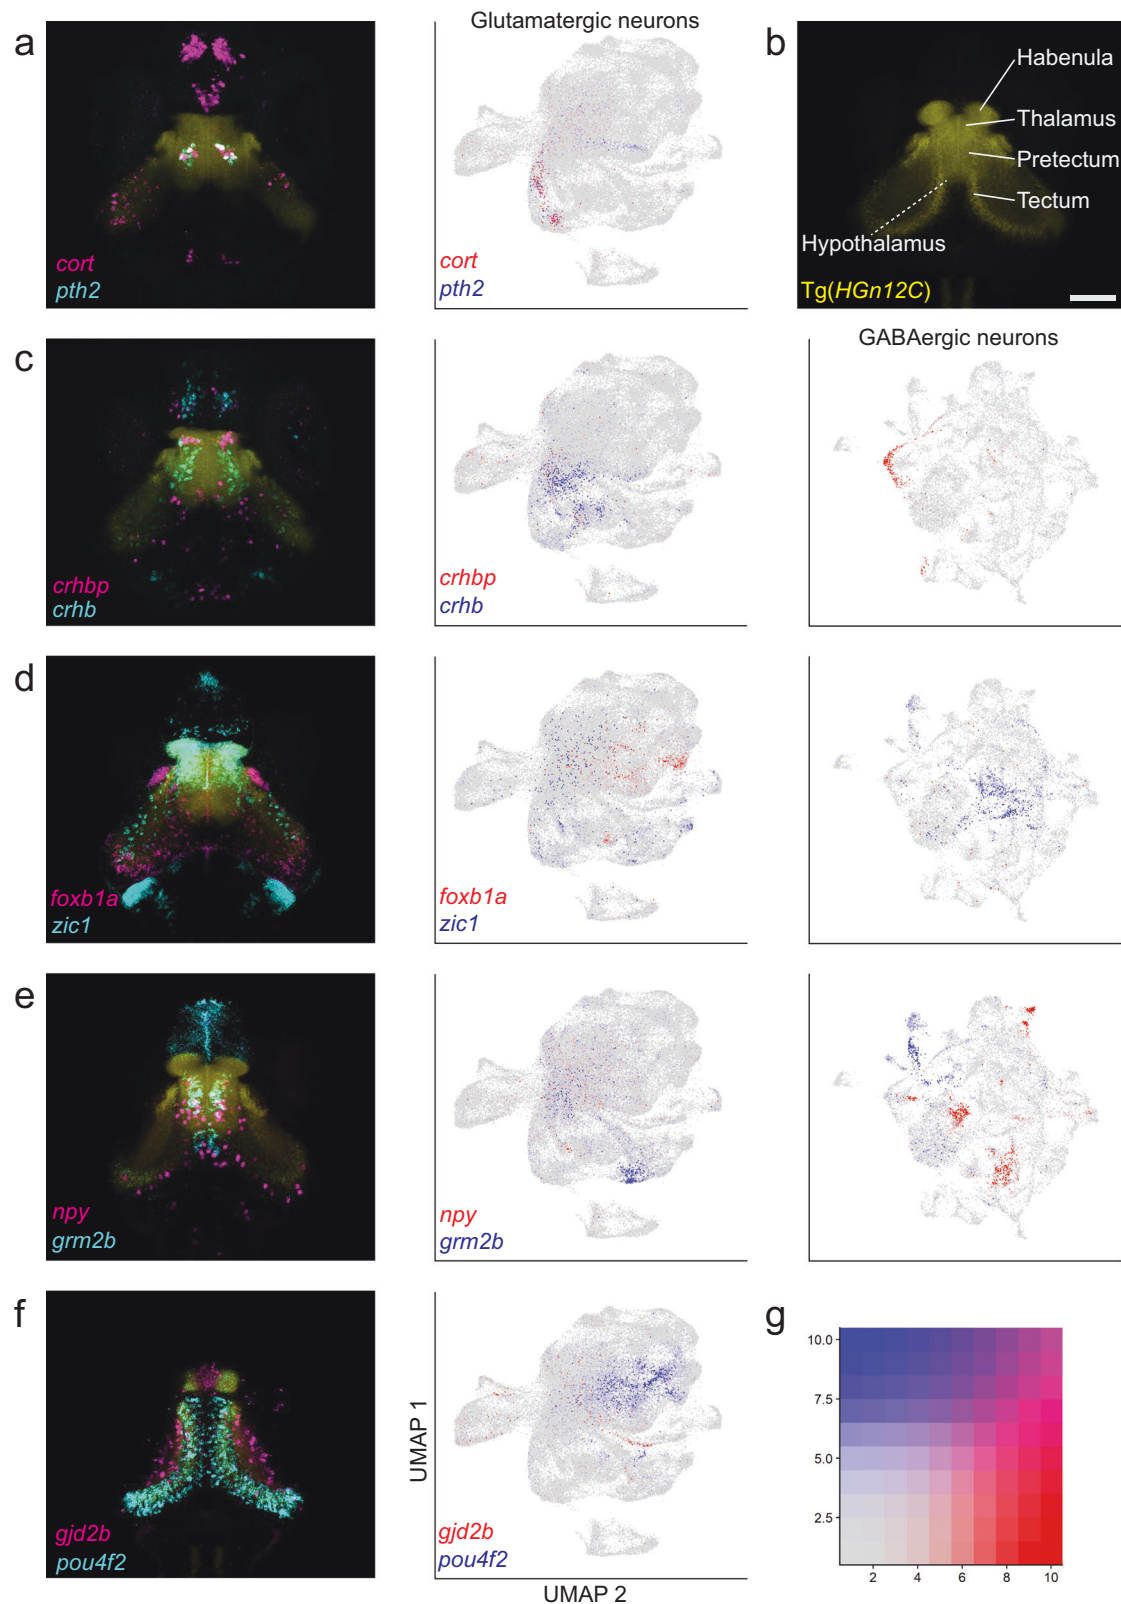 a
Glutamatergic neurons
b
Habenula
Thalamus
Pretectum
Tectum
Hypothalamus
Tg(HGn12C)
cort
pth2
cort
pth2
c
GABAergic neurons
crhbp
crhb
crhbp
crhb
d
foxb1a
zic1
foxb1a
zic1
e
npy
grm2b
npy
grm2b
f
gjd2b
pou4f2
UMAP 1
gjd2b
pou4f2
UMAP 2
g
10.0
7.5
5.0
2.5
2 4 6 8 10